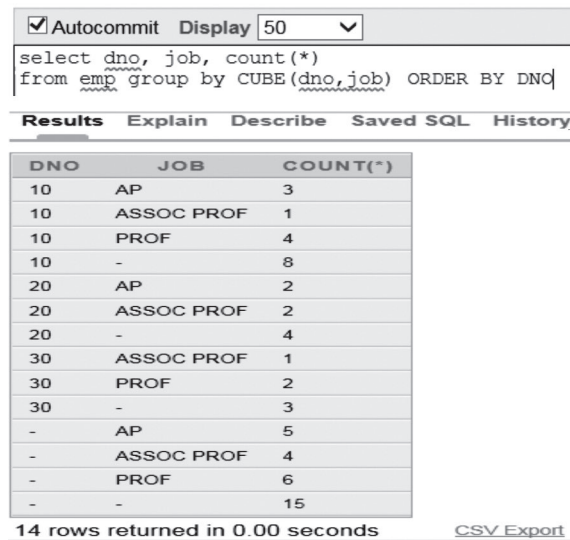 Autocommit Display 50
select dno, job, count(*)
from emp group by CUBE(dno,job) ORDER BY DNO
Results Explain Describe Saved SQL History
DNO JOB COUNT(*)
10 AP 3
10 ASSOC PROF 1
10 PROF 4
10 - 8
20 AP 2
20 ASSOC PROF 2
20 - 4
30 ASSOC PROF 1
30 PROF 2
30 - 3
- AP 5
- ASSOC PROF 4
- PROF 6
- - 15
14 rows returned in 0.00 seconds CSV Export